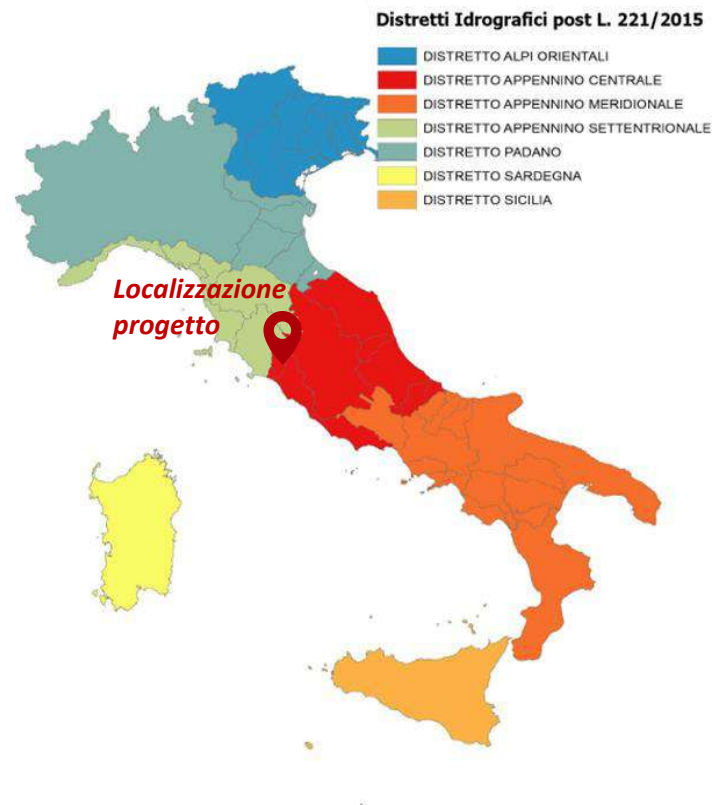 Distretti Idrografici post L. 221/2015
DISTRETTO ALPI ORIENTALI
DISTRETTO APPENNINO CENTRALE
DISTRETTO APPENNINO MERIDIONALE
DISTRETTO APPENNINO SETTENTRIONALE
DISTRETTO PADANO
DISTRETTO SARDEGNA
DISTRETTO SICILIA
Localizzazione
progetto